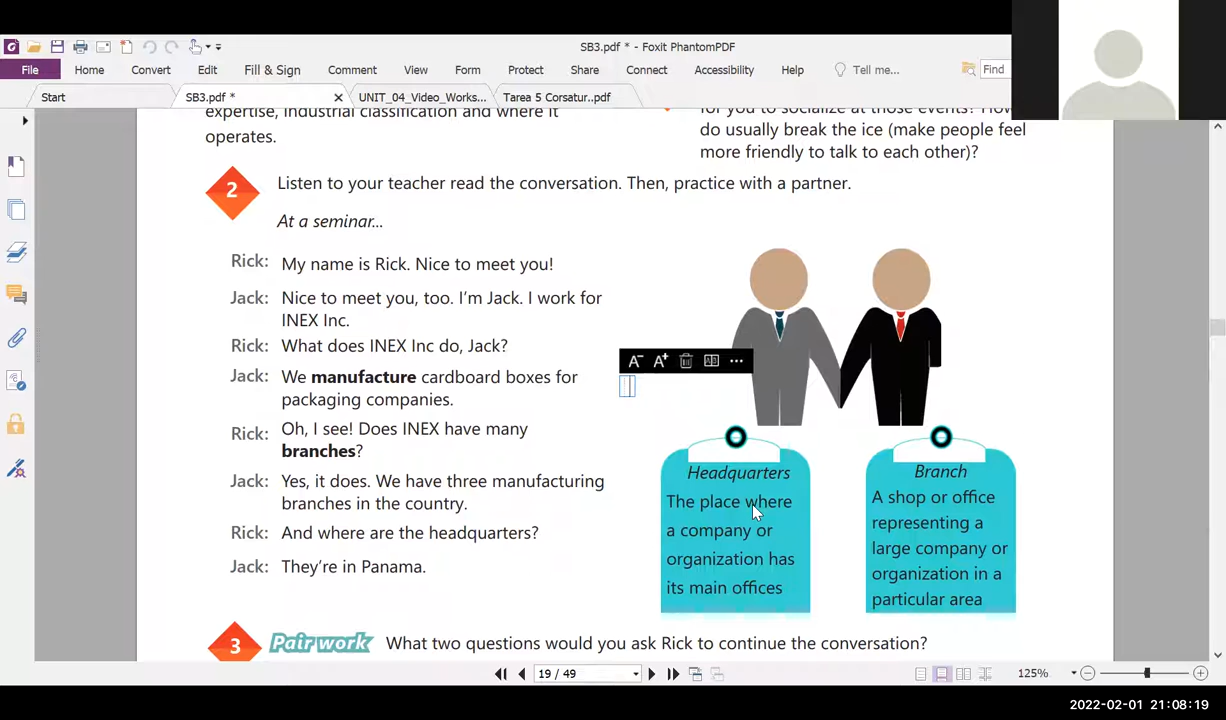 SB3.pdf * - Foxit PhantomPDF
File Home Convert Edit Fill & Sign Comment View Form Protect Share Connect Accessibility Help Tell me... Find
Start SB3.pdf * UNIT_04_Video_Works... Tarea 5 Corsatur..pdf
expertise, industrial classification and where it
operates.
for you to socialize at those events? How
do usually break the ice (make people feel
more friendly to talk to each other)?
2 Listen to your teacher read the conversation. Then, practice with a partner.
At a seminar...
Rick: My name is Rick. Nice to meet you!
Jack: Nice to meet you, too. I'm Jack. I work for
INEX Inc.
Rick: What does INEX Inc do, Jack?
Jack: We manufacture cardboard boxes for
packaging companies.
Rick: Oh, I see! Does INEX have many
branches?
Jack: Yes, it does. We have three manufacturing
branches in the country.
Rick: And where are the headquarters?
Jack: They're in Panama.
Headquarters
The place where
a company or
organization has
its main offices
Branch
A shop or office
representing a
large company or
organization in a
particular area
3 Pair work What two questions would you ask Rick to continue the conversation?
19 / 49
125%
2022-02-01 21:08:19